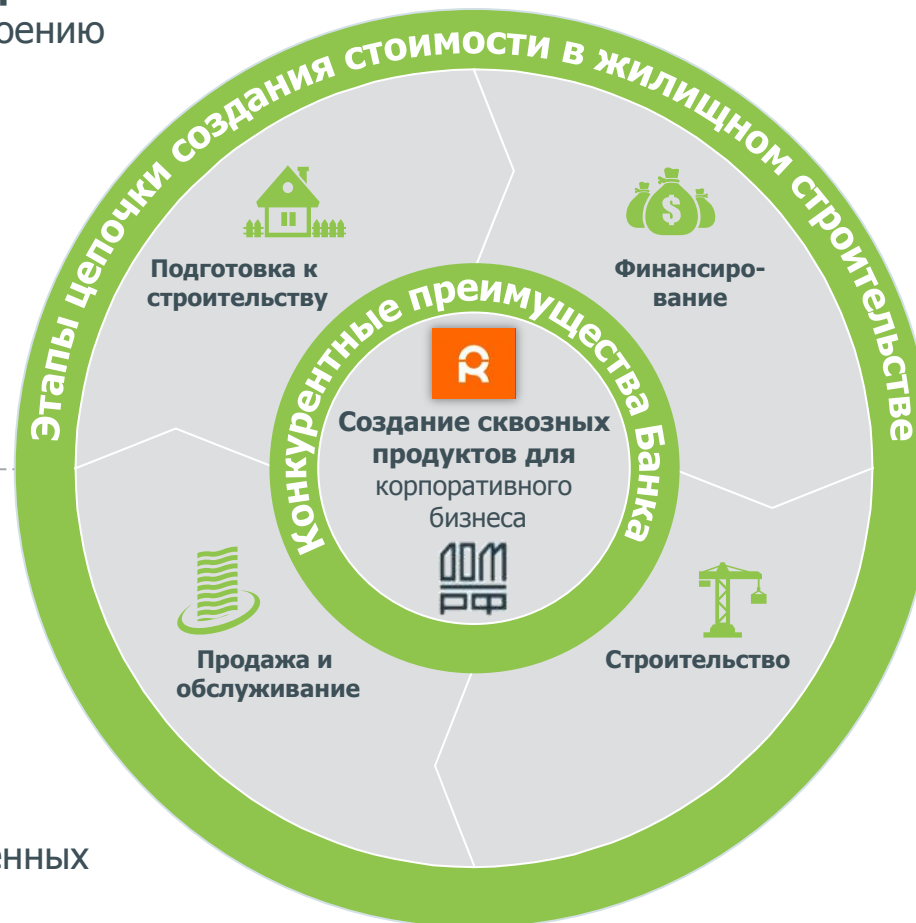 оению
Этапы цепочки создания стоимости в жилищном строительстве
Подготовка к
строительству
$
Финансиро-
вание
Конкурентные преимущества Банка
Создание сквозных
продуктов для
корпоративного
бизнеса
ДОМ
РФ
Продажа и
обслуживание
Строительство
енных